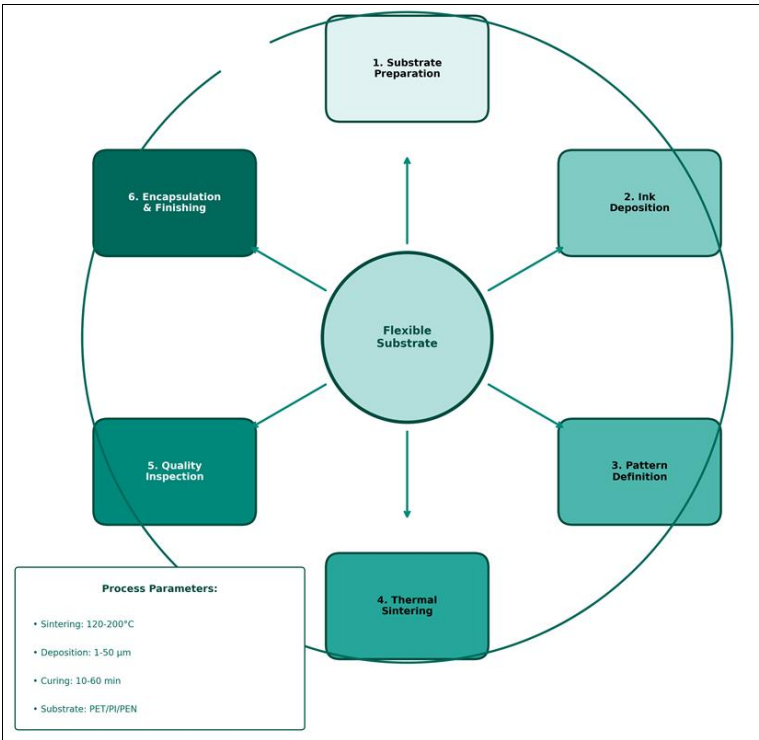 1. Substrate
Preparation
2. Ink
Deposition
3. Pattern
Definition
4. Thermal
Sintering
5. Quality
Inspection
6. Encapsulation
& Finishing
Flexible
Substrate
Process Parameters:
• Sintering: 120-200°C
• Deposition: 1-50 μm
• Curing: 10-60 min
• Substrate: PET/PI/PEN